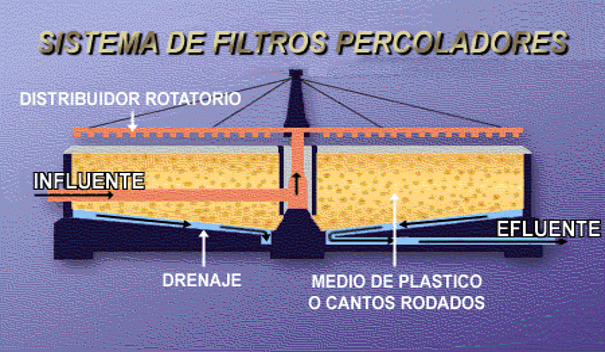 SISTEMA DE FILTROS PERCOLADORES
DISTRIBUIDOR ROTATORIO
INFLUENTE
EFLUENTE
DRENAJE
MEDIO DE PLASTICO
O CANTOS RODADOS